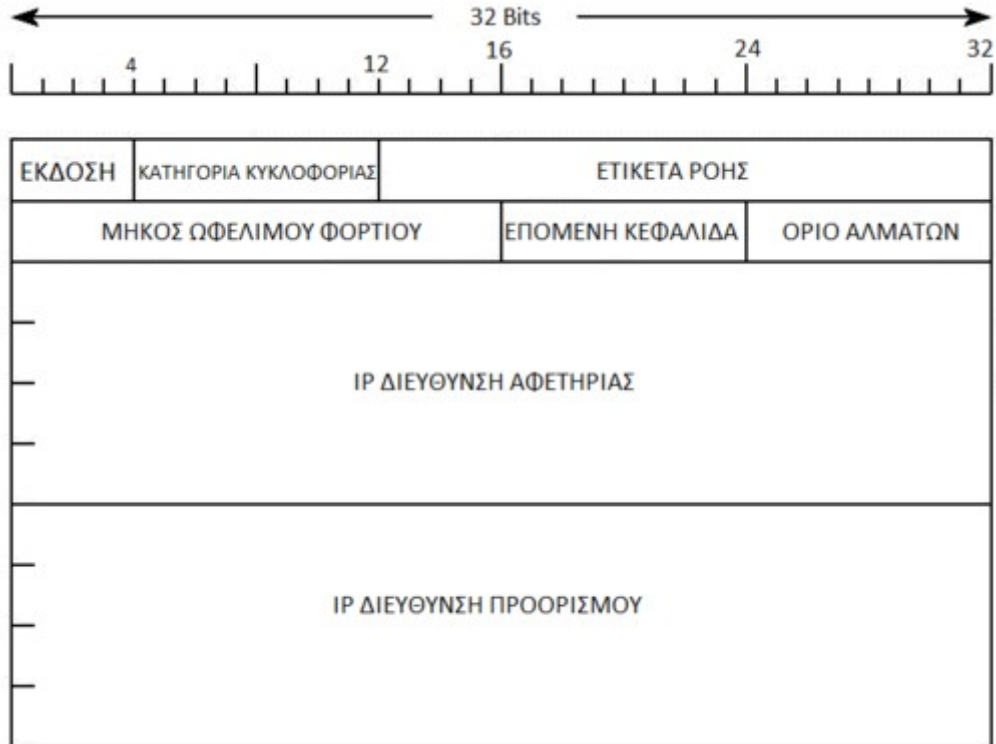 32 Bits
4 12 16 24 32
ΕΚΔΟΣΗ ΚΑΤΗΓΟΡΙΑ ΚΥΚΛΟΦΟΡΙΑΣ ΕΤΙΚΕΤΑ ΡΟΗΣ
ΜΗΚΟΣ ΩΦΕΛΙΜΟΥ ΦΟΡΤΙΟΥ ΕΠΟΜΕΝΗ ΚΕΦΑΛΙΔΑ ΟΡΙΟ ΑΛΜΑΤΩΝ
IP ΔΙΕΥΘΥΝΣΗ ΑΦΕΤΗΡΙΑΣ
IP ΔΙΕΥΘΥΝΣΗ ΠΡΟΟΡΙΣΜΟΥ